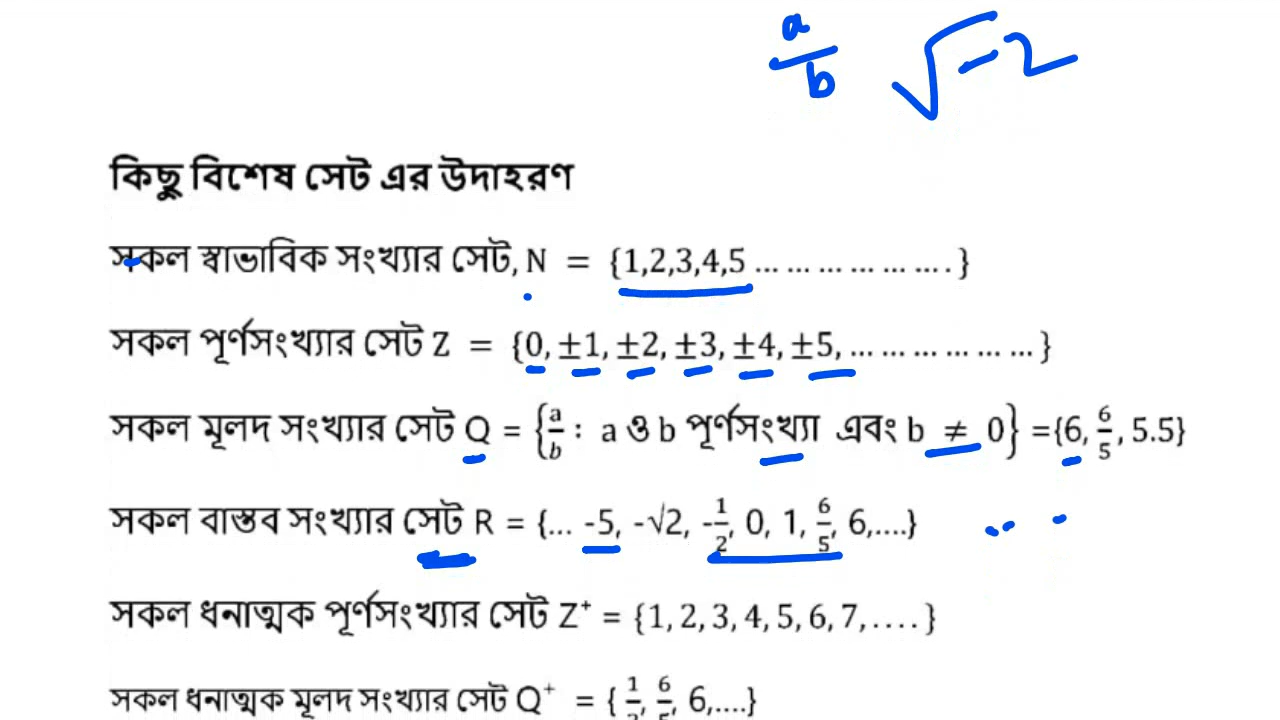 a/b √-2
কিছু বিশেষ সেট এর উদাহরণ
সকল স্বাভাবিক সংখ্যার সেট, N = {1,2,3,4,5 ... ... ... ... ... ... .}
সকল পূর্ণসংখ্যার সেট Z = {0, ±1, ±2, ±3, ±4, ±5, ... ... ... ... ... ...}
সকল মূলদ সংখ্যার সেট Q = {a/b : a ও b পূর্ণসংখ্যা এবং b ≠ 0} ={6, 6/5, 5.5}
সকল বাস্তব সংখ্যার সেট R = {... -5, -√2, -1/2, 0, 1, 6/5, 6,....}
সকল ধনাত্মক পূর্ণসংখ্যার সেট Z⁺ = {1, 2, 3, 4, 5, 6, 7, . . . . }
সকল ধনাত্মক মূলদ সংখ্যার সেট Q⁺ = { 6/5, 6,....}